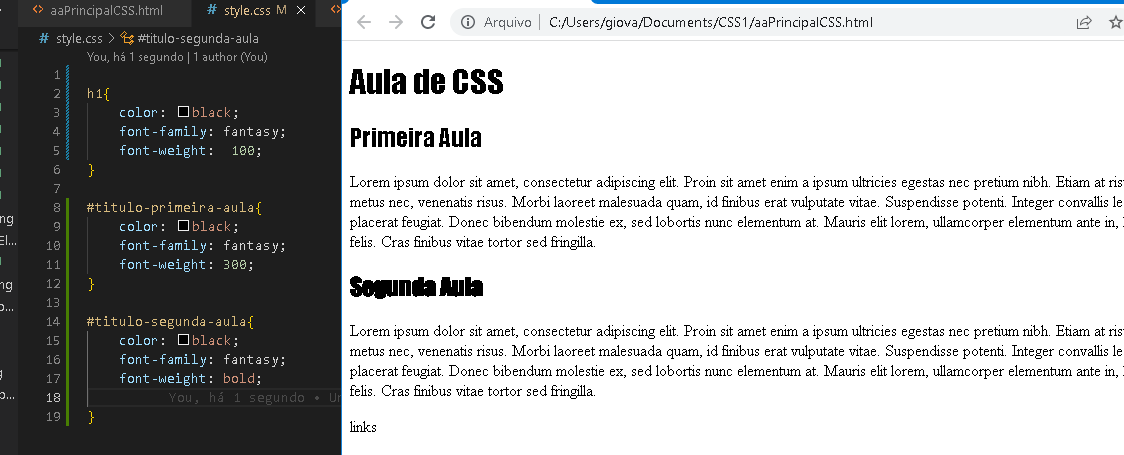 aaPrincipalCSS.html
style.css M
style.css > #titulo-segunda-aula
You, há 1 segundo | 1 author (You)
1
2 h1{
3 color: black;
4 font-family: fantasy;
5 font-weight:  100;
6 }
7
8 #titulo-primeira-aula{
9 color: black;
10 font-family: fantasy;
11 font-weight: 300;
12 }
13
14 #titulo-segunda-aula{
15 color: black;
16 font-family: fantasy;
17 font-weight: bold;
18 You, há 1 segundo • Un
19 }
ng
El...
ng
b...
g
p...
Arquivo | C:/Users/giova/Documents/CSS1/aaPrincipalCSS.html
Aula de CSS
Primeira Aula
Lorem ipsum dolor sit amet, consectetur adipiscing elit. Proin sit amet enim a ipsum ultricies egestas nec pretium nibh. Etiam at ris
metus nec, venenatis risus. Morbi laoreet malesuada quam, id finibus erat vulputate vitae. Suspendisse potenti. Integer convallis le
placerat feugiat. Donec bibendum molestie ex, sed lobortis nunc elementum at. Mauris elit lorem, ullamcorper elementum ante in,
felis. Cras finibus vitae tortor sed fringilla.
Segunda Aula
Lorem ipsum dolor sit amet, consectetur adipiscing elit. Proin sit amet enim a ipsum ultricies egestas nec pretium nibh. Etiam at ris
metus nec, venenatis risus. Morbi laoreet malesuada quam, id finibus erat vulputate vitae. Suspendisse potenti. Integer convallis le
placerat feugiat. Donec bibendum molestie ex, sed lobortis nunc elementum at. Mauris elit lorem, ullamcorper elementum ante in,
felis. Cras finibus vitae tortor sed fringilla.
links